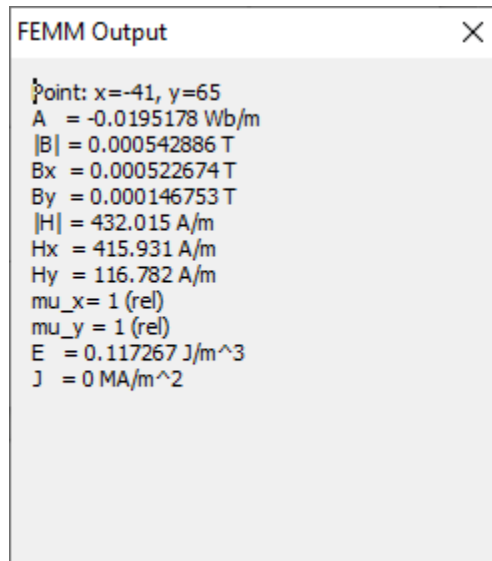 FEMM Output
Point: x=-41, y=65
A = -0.0195178 Wb/m
|B| = 0.000542886 T
Bx = 0.000522674 T
By = 0.000146753 T
|H| = 432.015 A/m
Hx = 415.931 A/m
Hy = 116.782 A/m
mu_x= 1 (rel)
mu_y = 1 (rel)
E = 0.117267 J/m^3
J = 0 MA/m^2